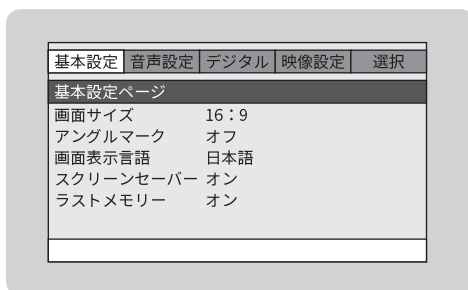 基本設定 音声設定 デジタル 映像設定 選択
基本設定ページ
画面サイズ 16：9
アングルマーク オフ
画面表示言語 日本語
スクリーンセーバー オン
ラストメモリー オン